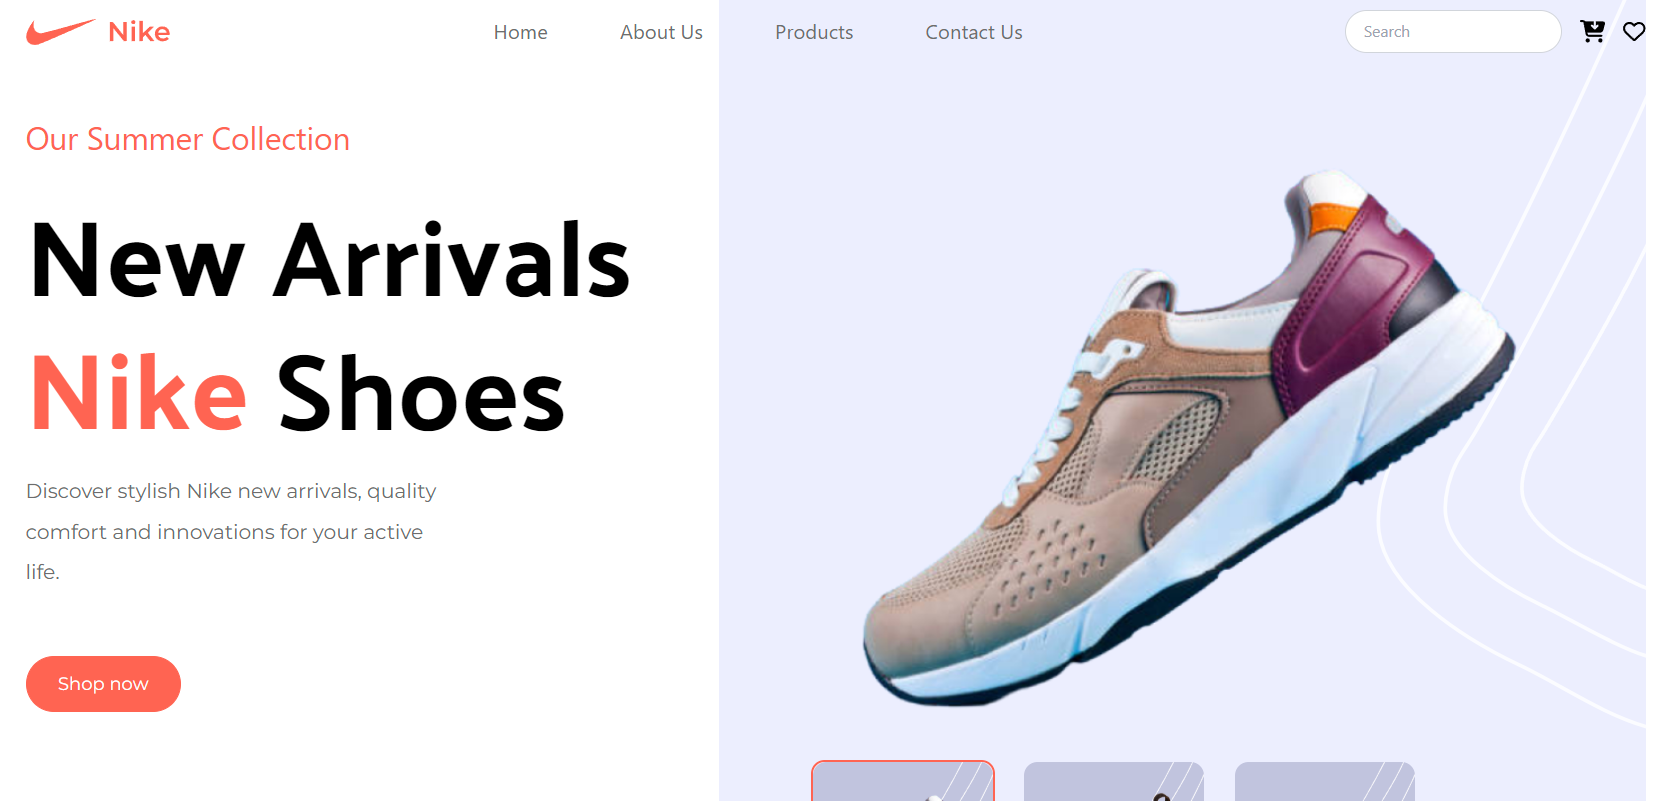 Nike
Home
About Us
Products
Contact Us
Search
Our Summer Collection
New Arrivals
Nike Shoes
Discover stylish Nike new arrivals, quality
comfort and innovations for your active
life.
Shop now